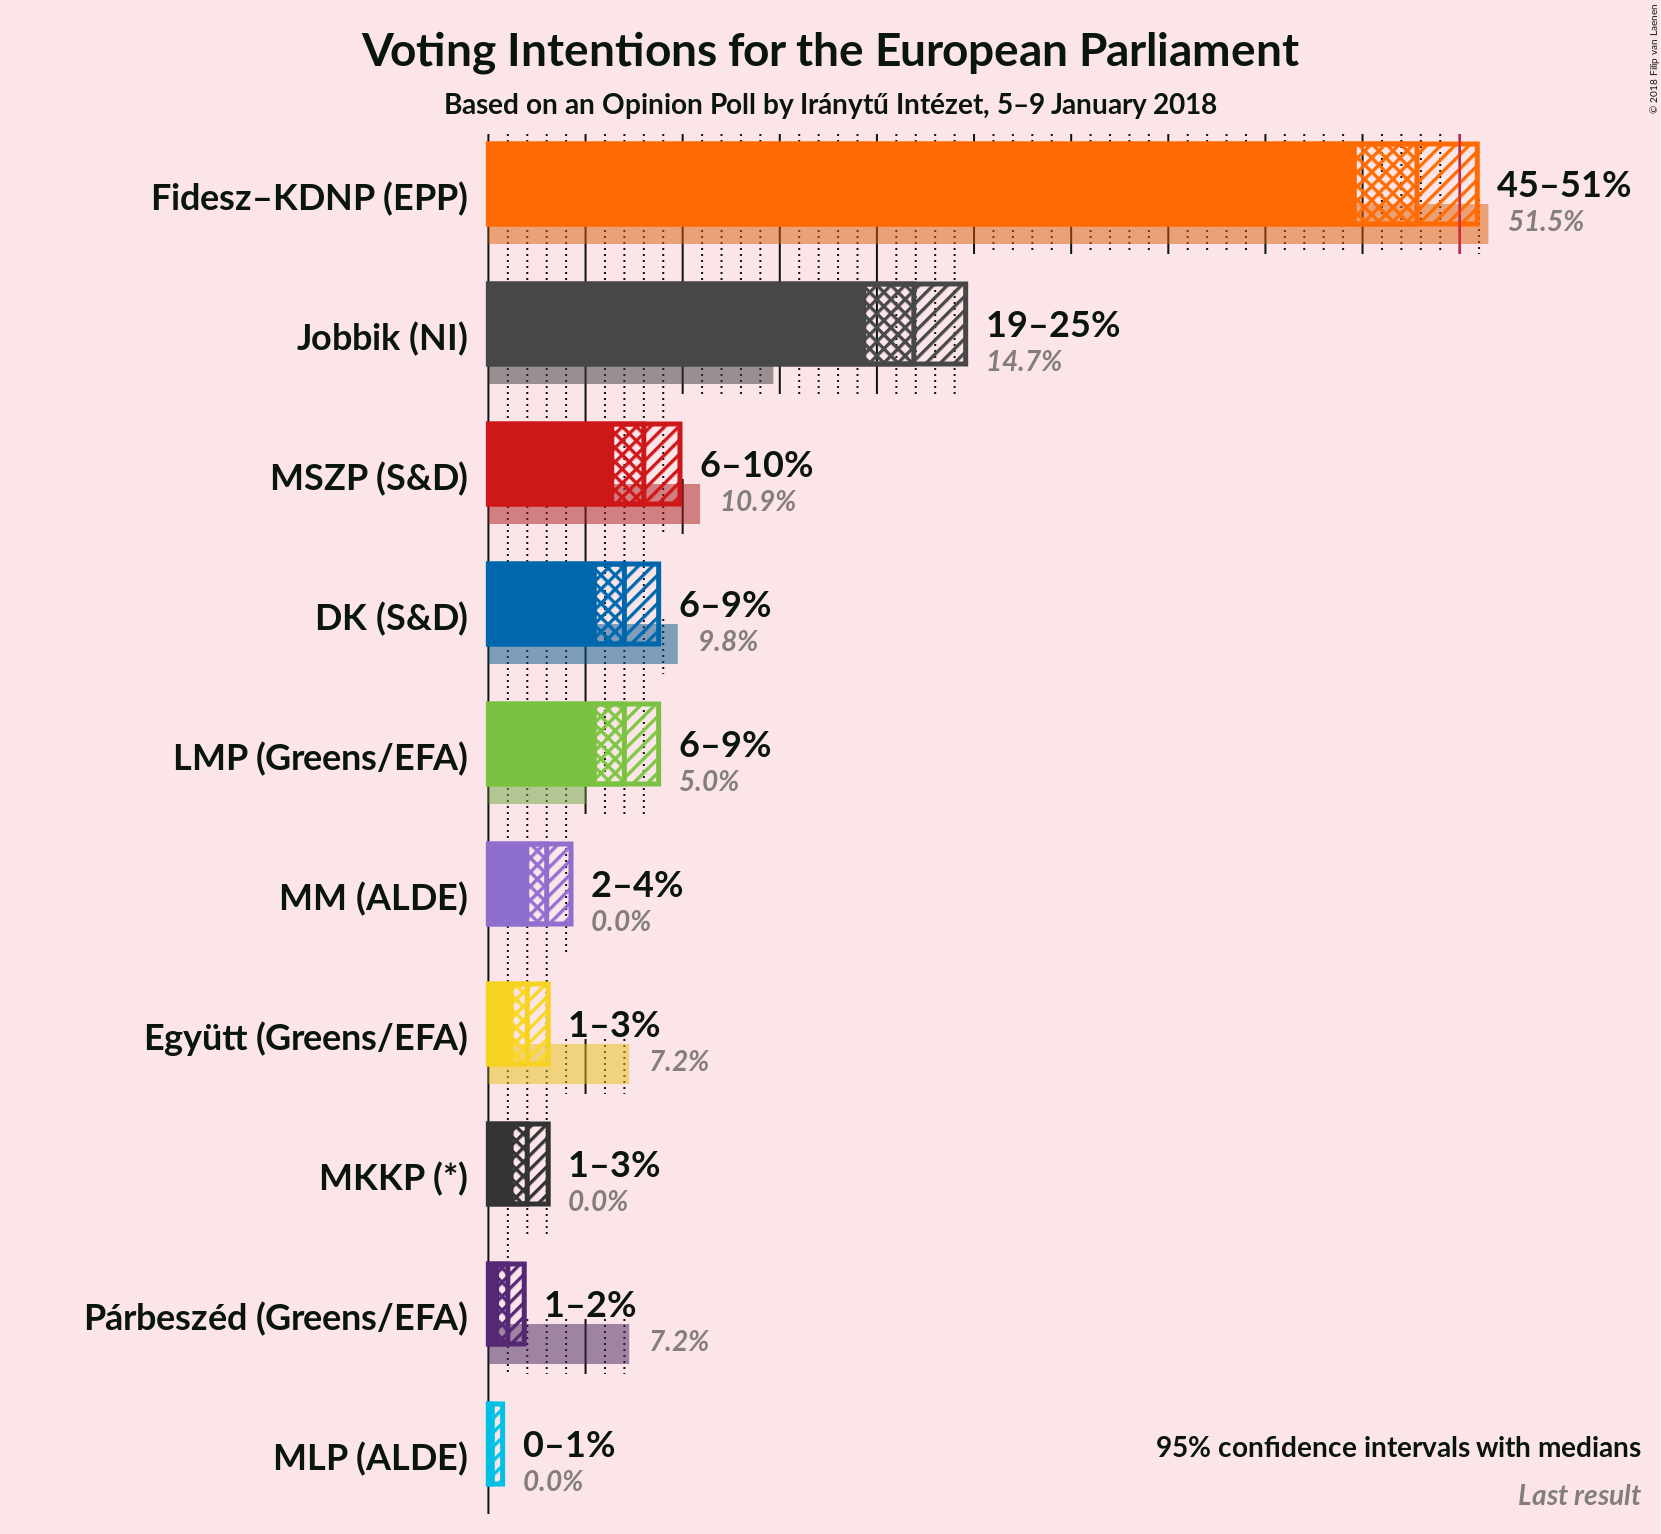 Voting Intentions for the European Parliament
Based on an Opinion Poll by Iránytű Intézet, 5–9 January 2018
© 2018 Filip van Laenen
Fidesz–KDNP (EPP)
45–51%
51.5%
Jobbik (NI)
19–25%
14.7%
MSZP (S&D)
6–10%
10.9%
DK (S&D)
6–9%
9.8%
LMP (Greens/EFA)
6–9%
5.0%
MM (ALDE)
2–4%
0.0%
Együtt (Greens/EFA)
1–3%
7.2%
MKKP (*)
1–3%
0.0%
Párbeszéd (Greens/EFA)
1–2%
7.2%
MLP (ALDE)
0–1%
0.0%
95% confidence intervals with medians
Last result